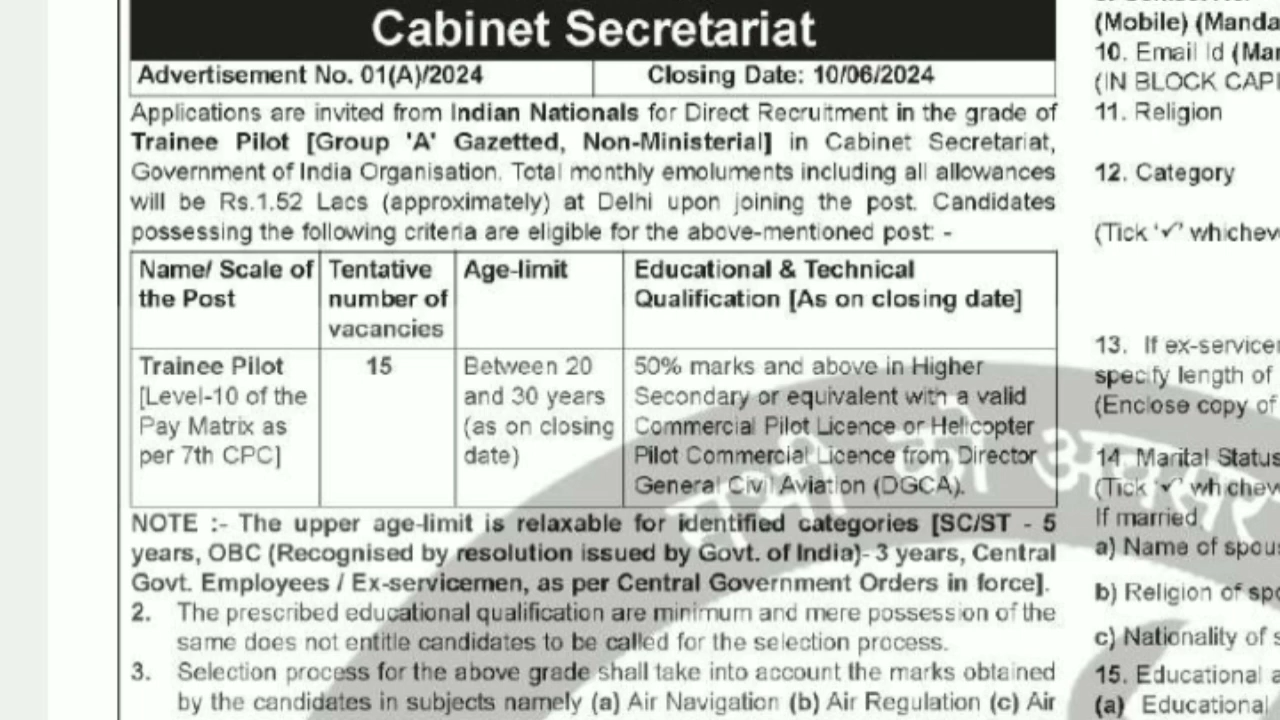 Cabinet Secretariat
Advertisement No. 01(A)/2024 Closing Date: 10/06/2024
Applications are invited from Indian Nationals for Direct Recruitment in the grade of
Trainee Pilot [Group 'A' Gazetted, Non-Ministerial] in Cabinet Secretariat,
Government of India Organisation. Total monthly emoluments including all allowances
will be Rs.1.52 Lacs (approximately) at Delhi upon joining the post. Candidates
possessing the following criteria are eligible for the above-mentioned post: -
Name/ Scale of
the Post
Tentative
number of
vacancies
Age-limit
Educational & Technical
Qualification [As on closing date]
Trainee Pilot
[Level-10 of the
Pay Matrix as
per 7th CPC]
15
Between 20
and 30 years
(as on closing
date)
50% marks and above in Higher
Secondary or equivalent with a valid
Commercial Pilot Licence or Helicopter
Pilot Commercial Licence from Director
General Civil Aviation (DGCA).
NOTE :- The upper age-limit is relaxable for identified categories [SC/ST - 5
years, OBC (Recognised by resolution issued by Govt. of India)- 3 years, Central
Govt. Employees / Ex-servicemen, as per Central Government Orders in force].
2. The prescribed educational qualification are minimum and mere possession of the
same does not entitle candidates to be called for the selection process.
3. Selection process for the above grade shall take into account the marks obtained
by the candidates in subjects namely (a) Air Navigation (b) Air Regulation (c) Air
(Mobile) (Manda
10. Email Id (Mar
(IN BLOCK CAPI
11. Religion
12. Category
(Tick '✓' whichev
13. If ex-servicer
specify length of
(Enclose copy of
14. Marital Status
(Tick '✓' whichev
If married,
a) Name of spous
b) Religion of spo
c) Nationality of s
15. Educational a
(a) Educational
को